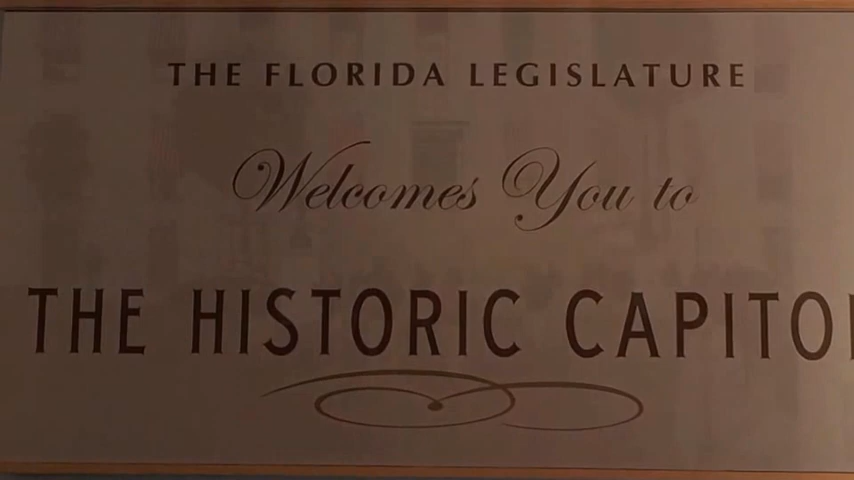 THE FLORIDA LEGISLATURE
Welcomes You to
THE HISTORIC CAPITOL